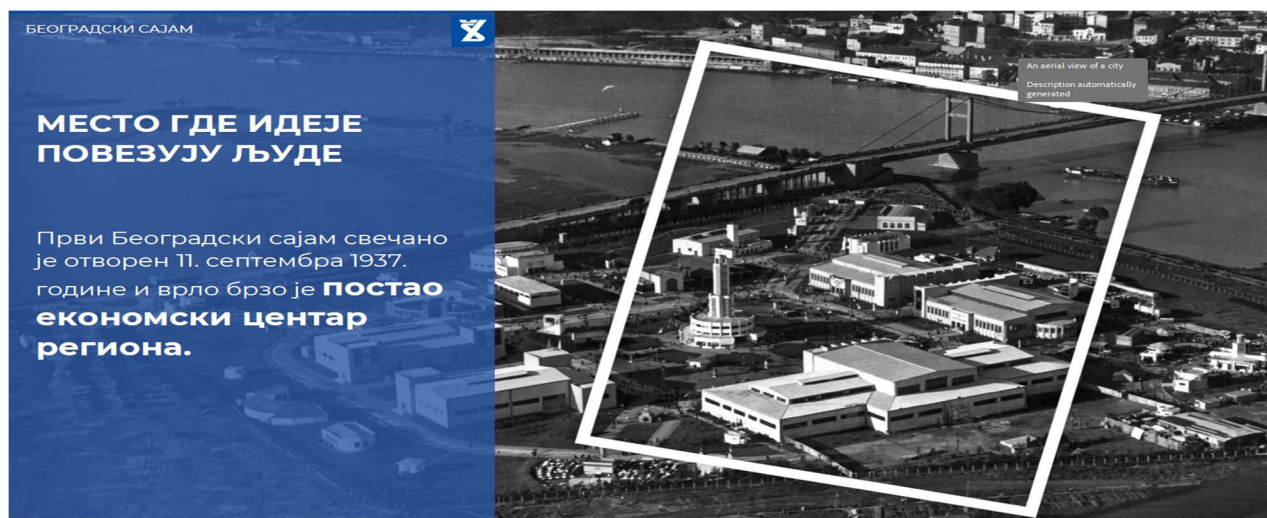 БЕОГРАДСКИ САЈАМ
МЕСТО ГДЕ ИДЕЈЕ
ПОВЕЗУЈУ ЉУДЕ
Први Београдски сајам свечано
је отворен 11. септембра 1937.
године и врло брзо је постао
економски центар
региона.
An aerial view of a city
Description automatically
generated